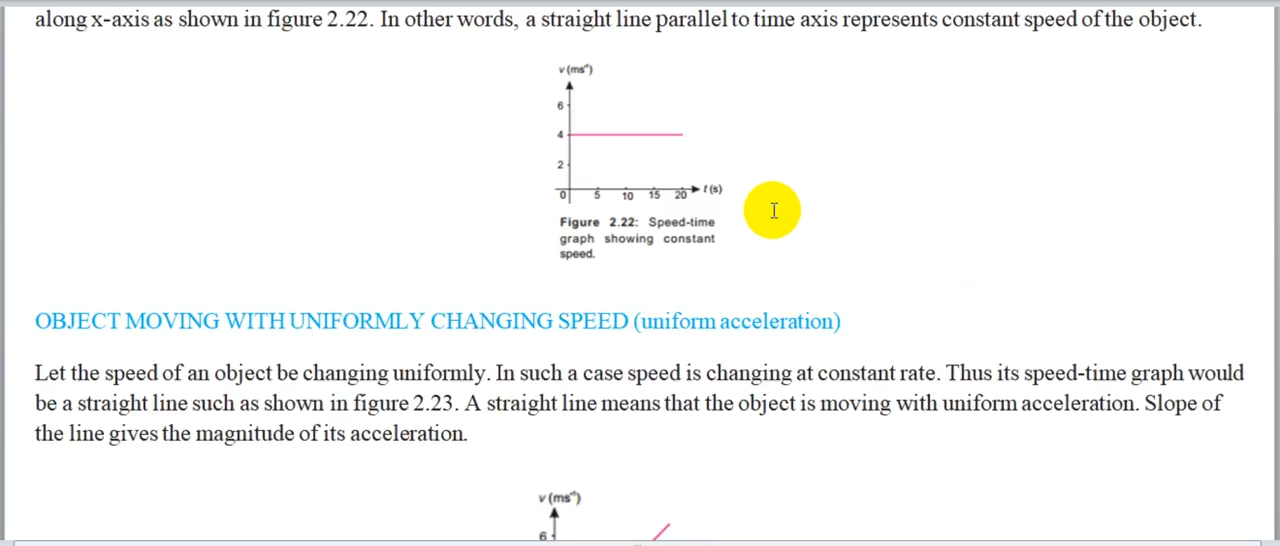 along x-axis as shown in figure 2.22. In other words, a straight line parallel to time axis represents constant speed of the object.
v (ms⁻¹)
6
4
2
0 5 10 15 20 t (s)
Figure 2.22: Speed-time
graph showing constant
speed.
OBJECT MOVING WITH UNIFORMLY CHANGING SPEED (uniform acceleration)
Let the speed of an object be changing uniformly. In such a case speed is changing at constant rate. Thus its speed-time graph would
be a straight line such as shown in figure 2.23. A straight line means that the object is moving with uniform acceleration. Slope of
the line gives the magnitude of its acceleration.
v (ms⁻¹)
6